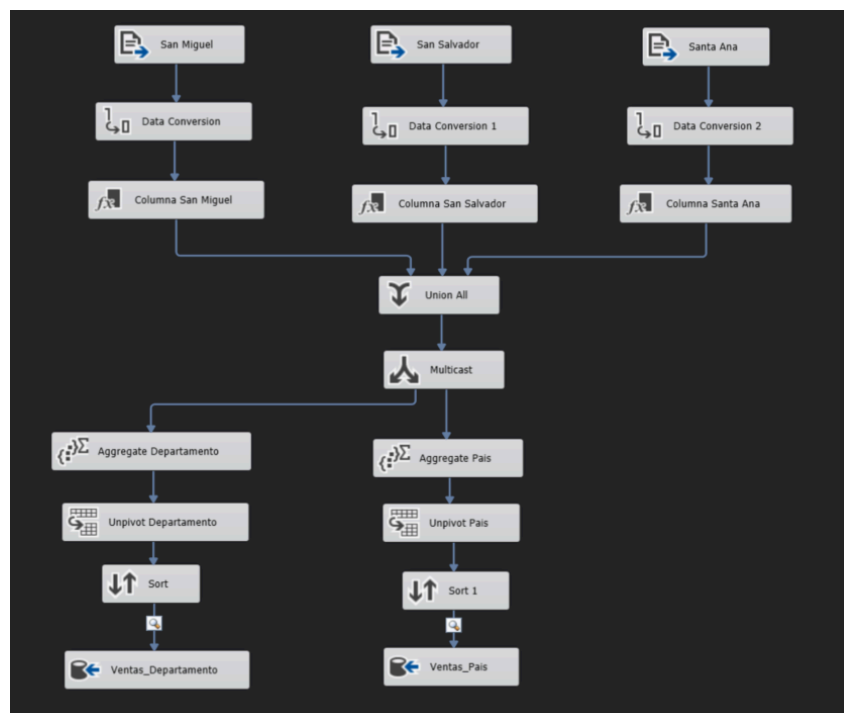 San Miguel
San Salvador
Santa Ana
Data Conversion
Data Conversion 1
Data Conversion 2
Columna San Miguel
Columna San Salvador
Columna Santa Ana
Union All
Multicast
Aggregate Departamento
Aggregate Pais
Unpivot Departamento
Unpivot Pais
Sort
Sort 1
Ventas_Departamento
Ventas_Pais